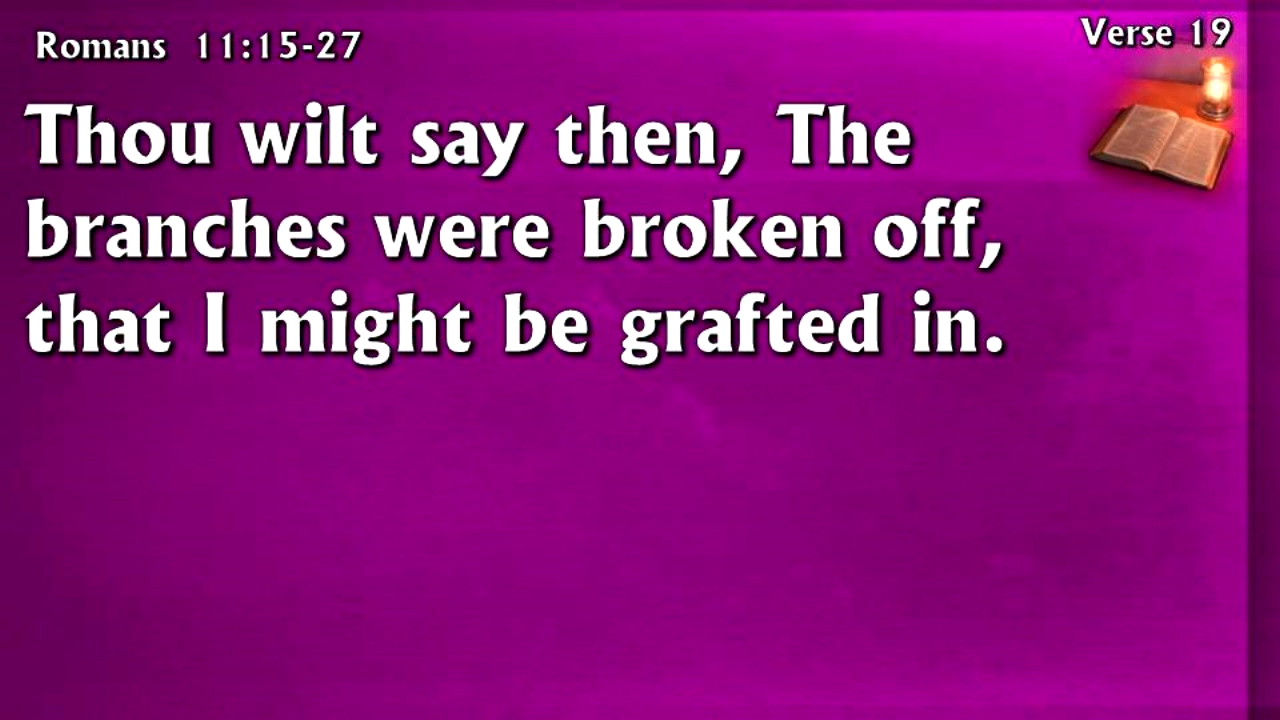 Romans 11:15-27
Verse 19
Thou wilt say then, The
branches were broken off,
that I might be grafted in.